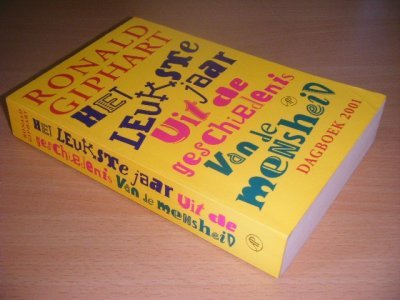 RONALD
GIPHART
Het
leukste
jaar
Uit de
geschiedenis
Van de
mensheid
DAGBOEK 2001
RONALD
GIPHART
Het leukste jaar Uit de
geschiedenis Van de mensheid